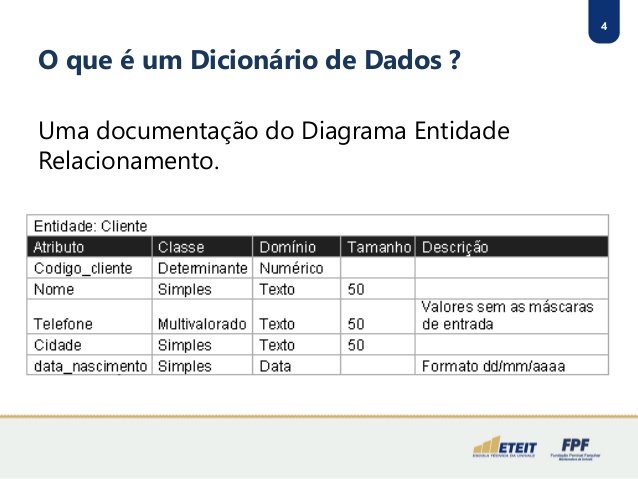 4
O que é um Dicionário de Dados ?
Uma documentação do Diagrama Entidade
Relacionamento.
Entidade: Cliente
Atributo Classe Domínio Tamanho Descrição
Codigo_cliente Determinante Numérico
Nome Simples Texto 50
Telefone Multivalorado Texto 50 Valores sem as máscaras
de entrada
Cidade Simples Texto 50
data_nascimento Simples Data Formato dd/mm/aaaa
ETEIT FPF
ESCOLA TÉCNICA DA UNIVALE Fundação Percival Farquhar